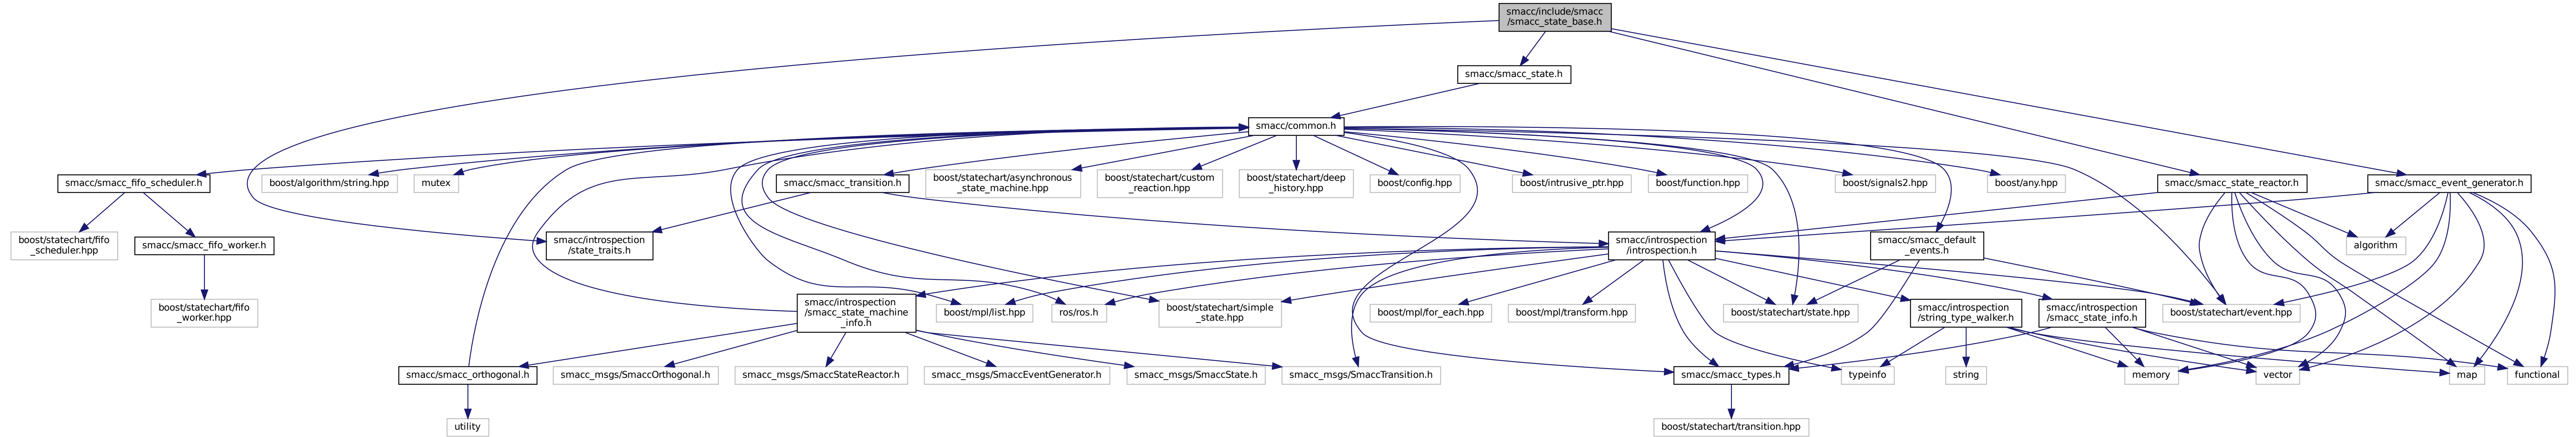 smacc/include/smacc
/smacc_state_base.h
smacc/smacc_state.h
smacc/common.h
smacc/smacc_fifo_scheduler.h
boost/algorithm/string.hpp
mutex
smacc/smacc_transition.h
boost/statechart/asynchronous
_state_machine.hpp
boost/statechart/custom
_reaction.hpp
boost/statechart/deep
_history.hpp
boost/config.hpp
boost/intrusive_ptr.hpp
boost/function.hpp
boost/signals2.hpp
boost/any.hpp
smacc/smacc_state_reactor.h
smacc/smacc_event_generator.h
boost/statechart/fifo
_scheduler.hpp
smacc/smacc_fifo_worker.h
smacc/introspection
/state_traits.h
smacc/introspection
/introspection.h
smacc/smacc_default
_events.h
algorithm
boost/statechart/fifo
_worker.hpp
smacc/introspection
/smacc_state_machine
_info.h
boost/mpl/list.hpp
ros/ros.h
boost/statechart/simple
_state.hpp
boost/mpl/for_each.hpp
boost/mpl/transform.hpp
boost/statechart/state.hpp
smacc/introspection
/string_type_walker.h
smacc/introspection
/smacc_state_info.h
boost/statechart/event.hpp
smacc/smacc_orthogonal.h
smacc_msgs/SmaccOrthogonal.h
smacc_msgs/SmaccStateReactor.h
smacc_msgs/SmaccEventGenerator.h
smacc_msgs/SmaccState.h
smacc_msgs/SmaccTransition.h
smacc/smacc_types.h
typeinfo
string
memory
vector
map
functional
utility
boost/statechart/transition.hpp